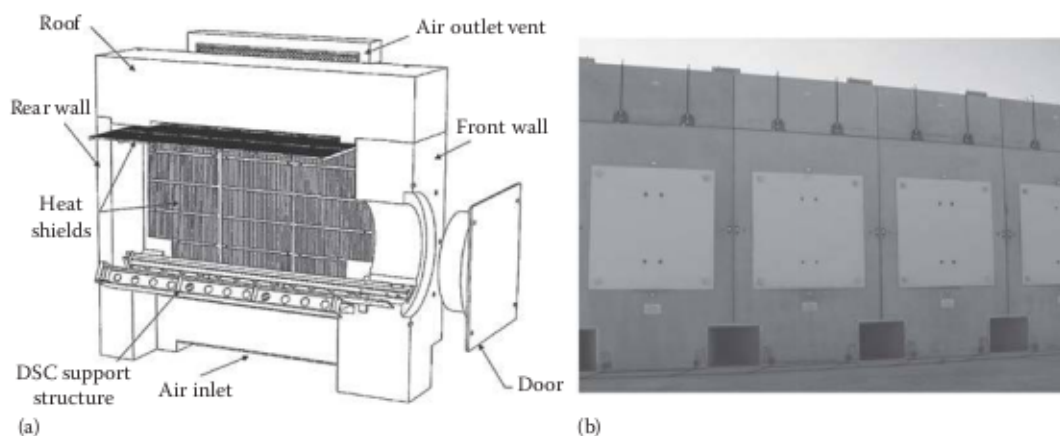 Roof
Air outlet vent
Rear wall
Front wall
Heat
shields
DSC support
structure
Air inlet
Door
(a)
(b)